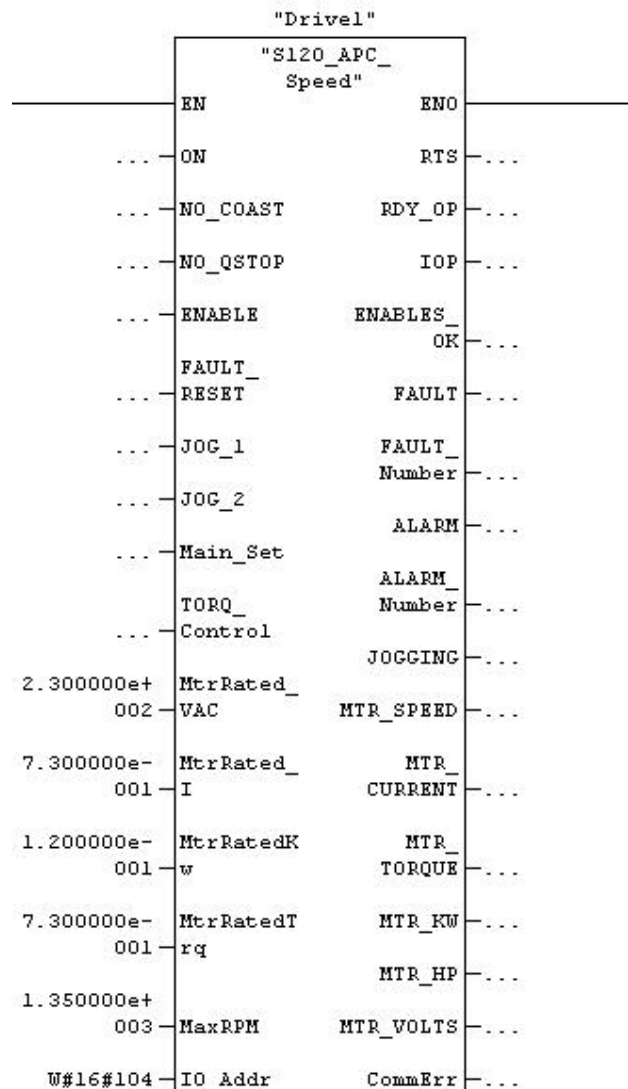 "Drive1"
"S120_APC_
Speed"
EN ENO
... ON RTS ...
... NO_COAST RDY_OP ...
... NO_QSTOP IOP ...
... ENABLE ENABLES_
OK ...
FAULT_
... RESET FAULT ...
... JOG_1 FAULT_
Number ...
... JOG_2
ALARM ...
... Main_Set
ALARM_
TORQ_ Number ...
... Control
JOGGING ...
2.300000e+ MtrRated_
002 VAC MTR_SPEED ...
7.300000e- MtrRated_ MTR_
001 I CURRENT ...
1.200000e- MtrRatedK MTR_
001 w TORQUE ...
7.300000e- MtrRatedT MTR_KW ...
001 rq
MTR_HP ...
1.350000e+
003 MaxRPM MTR_VOLTS ...
W#16#104 IO_Addr CommErr ...